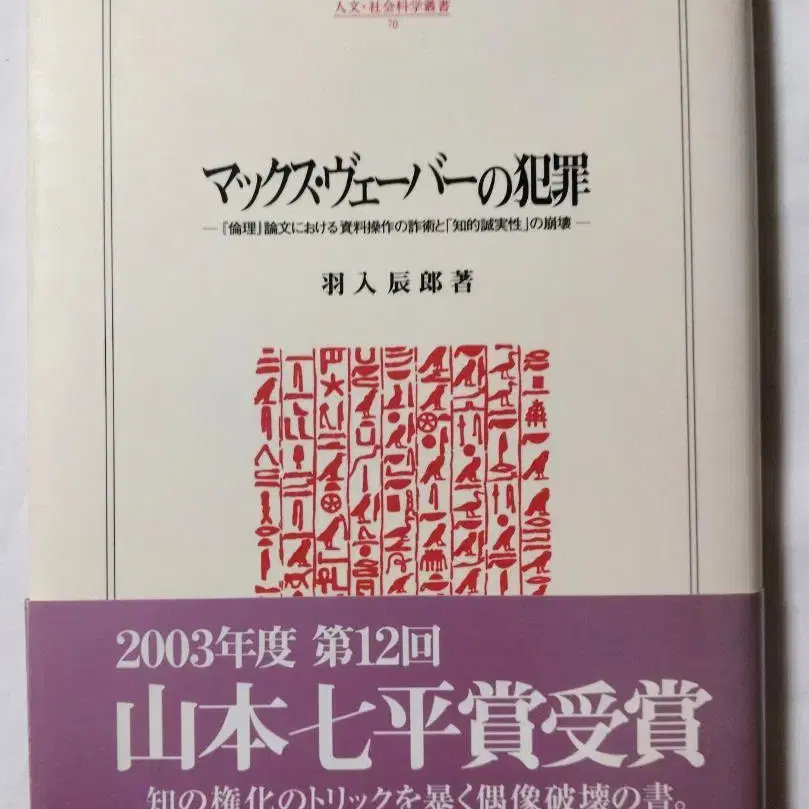 人文・社会科学叢書
70
マックス・ヴェーバーの犯罪
―『倫理』論文における資料操作の詐術と「知的誠実性」の崩壊―
羽入辰郎著
2003年度 第12回
山本七平賞受賞
知の権化のトリックを暴く偶像破壊の書。